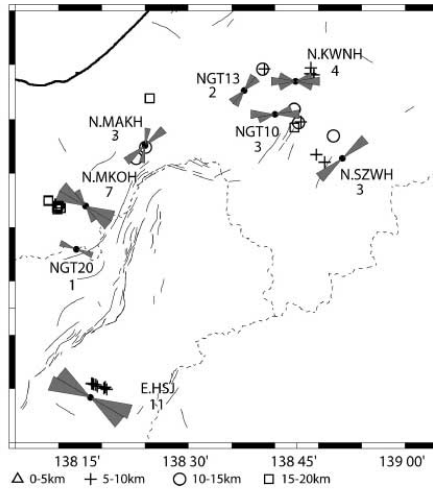 N.KWNH
4
NGT13
2
N.MAKH
3
NGT10
3
N.MKOH
7
N.SZWH
3
NGT20
1
E.HSJ
11
138 15' 138 30' 138 45' 139 00'
0-5km 5-10km 10-15km 15-20km